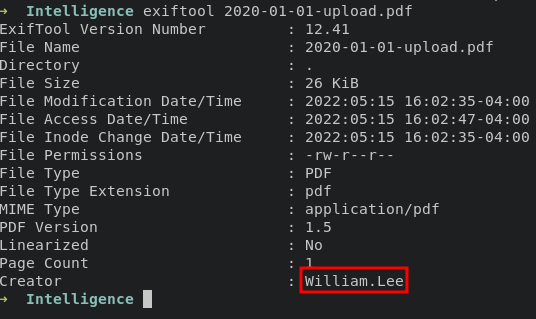 → Intelligence exiftool 2020-01-01-upload.pdf
ExifTool Version Number : 12.41
File Name : 2020-01-01-upload.pdf
Directory : .
File Size : 26 KiB
File Modification Date/Time : 2022:05:15 16:02:35-04:00
File Access Date/Time : 2022:05:15 16:02:47-04:00
File Inode Change Date/Time : 2022:05:15 16:02:35-04:00
File Permissions : -rw-r--r--
File Type : PDF
File Type Extension : pdf
MIME Type : application/pdf
PDF Version : 1.5
Linearized : No
Page Count : 1
Creator : William.Lee
→ Intelligence